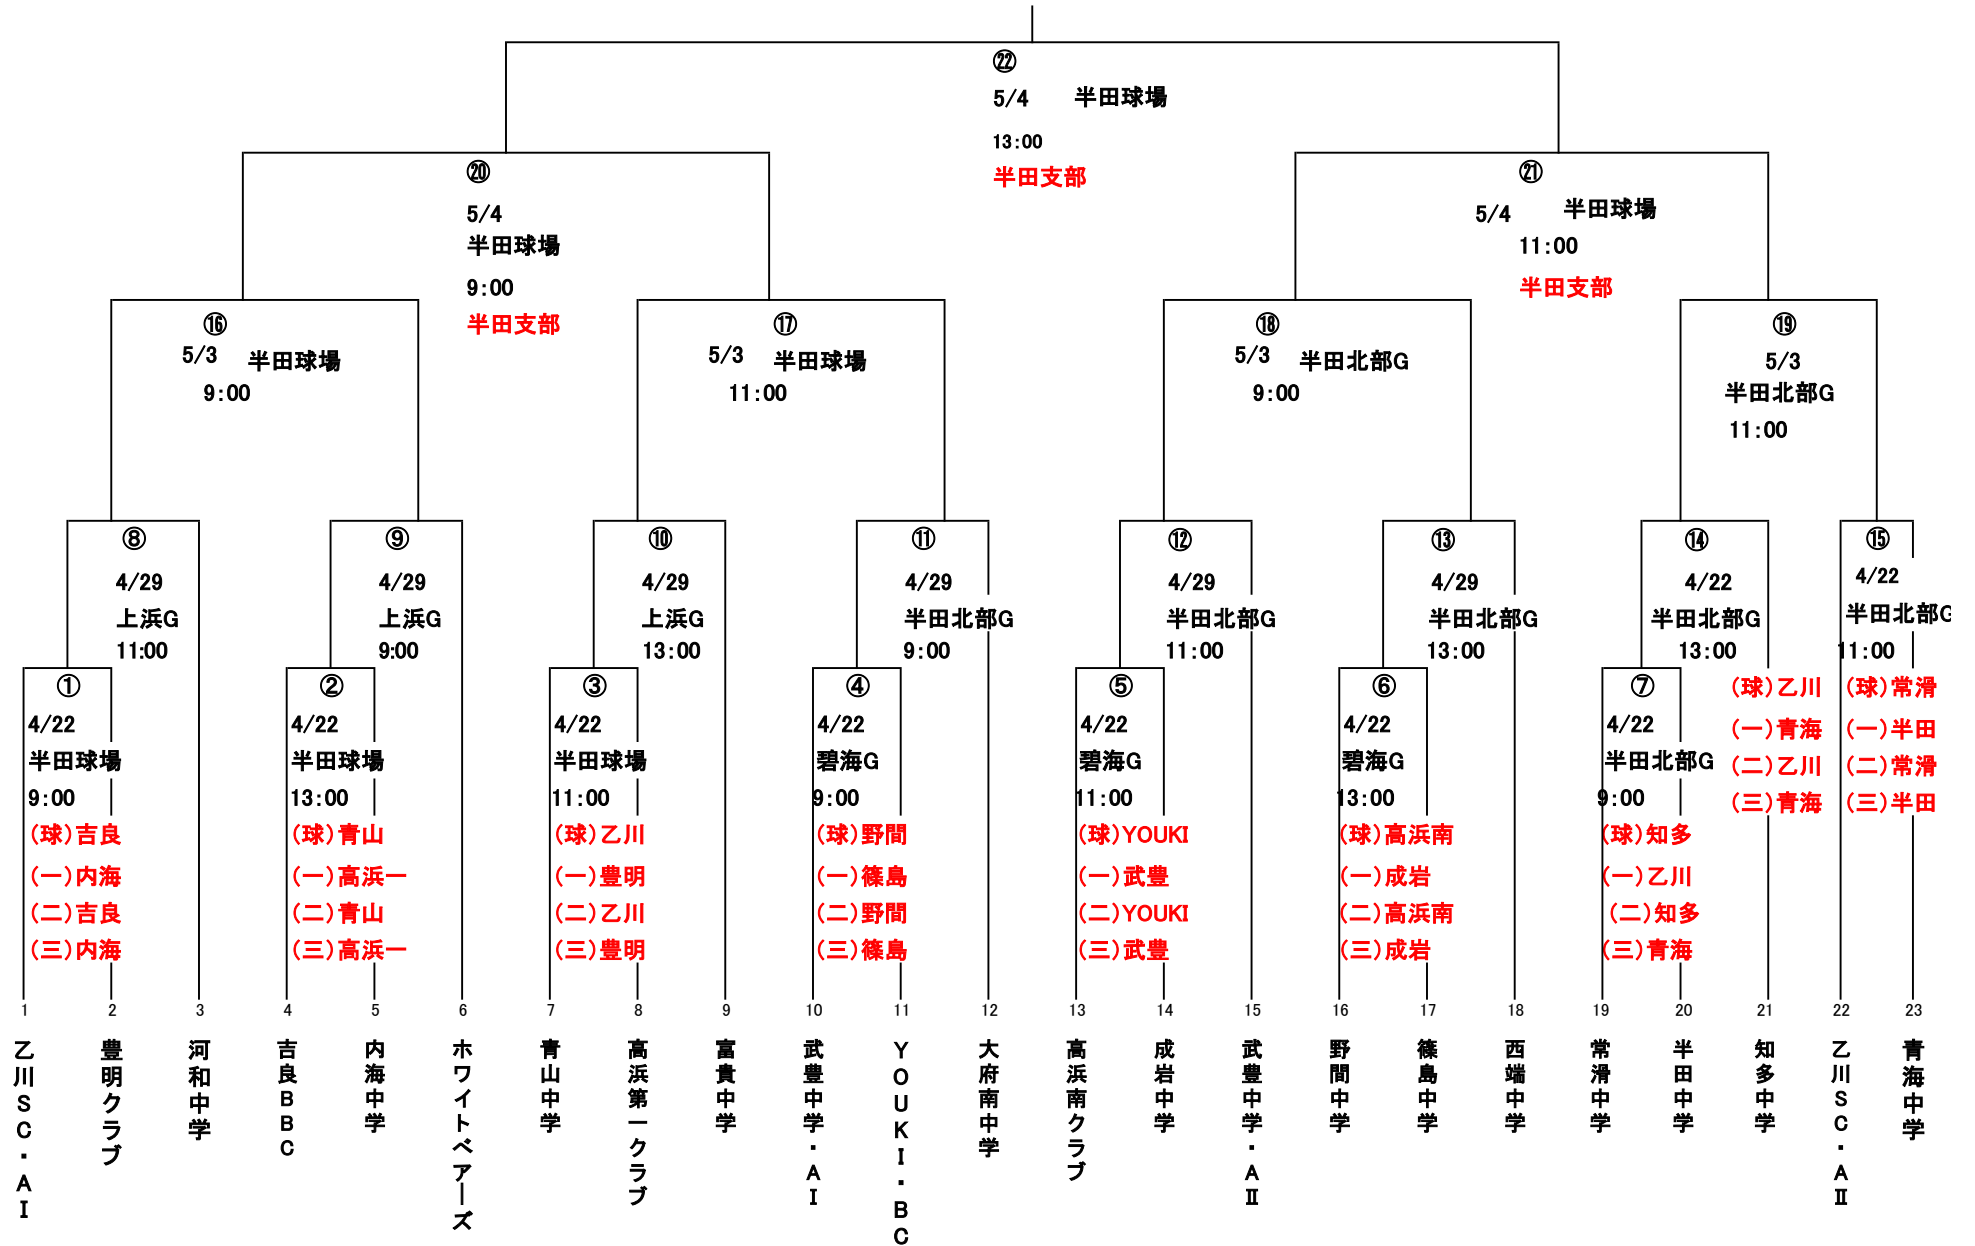 ㉒
5/4 半田球場
13:00
半田支部
⑳
5/4
半田球場
9:00
半田支部
㉑
5/4 半田球場
11:00
半田支部
⑯
5/3 半田球場
9:00
⑰
5/3 半田球場
11:00
⑱
5/3 半田北部G
9:00
⑲
5/3
半田北部G
11:00
⑧
4/29
上浜G
11:00
⑨
4/29
上浜G
9:00
⑩
4/29
上浜G
13:00
⑪
4/29
半田北部G
9:00
⑫
4/29
半田北部G
11:00
⑬
4/29
半田北部G
13:00
⑭
4/22
半田北部G
13:00
(球)乙川
(一)青海
(二)乙川
(三)青海
⑮
4/22
半田北部G
11:00
(球)常滑
(一)半田
(二)常滑
(三)半田
①
4/22
半田球場
9:00
(球)吉良
(一)内海
(二)吉良
(三)内海
②
4/22
半田球場
13:00
(球)青山
(一)高浜一
(二)青山
(三)高浜一
③
4/22
半田球場
11:00
(球)乙川
(一)豊明
(二)乙川
(三)豊明
④
4/22
碧海G
9:00
(球)野間
(一)篠島
(二)野間
(三)篠島
⑤
4/22
碧海G
11:00
(球)YOUKI
(一)武豊
(二)YOUKI
(三)武豊
⑥
4/22
碧海G
13:00
(球)高浜南
(一)成岩
(二)高浜南
(三)成岩
⑦
4/22
半田北部G
9:00
(球)知多
(一)乙川
(二)知多
(三)青海
1 2 3 4 5 6 7 8 9 10 11 12 13 14 15 16 17 18 19 20 21 22 23
乙川SC・AⅠ
豊明クラブ
河和中学
吉良BBC
内海中学
ホワイトベアーズ
青山中学
高浜第一クラブ
富貴中学
武豊中学・AⅠ
YOUKI・BC
大府南中学
高浜南クラブ
成岩中学
武豊中学・AⅡ
野間中学
篠島中学
西端中学
常滑中学
半田中学
知多中学
乙川SC・AⅡ
青海中学